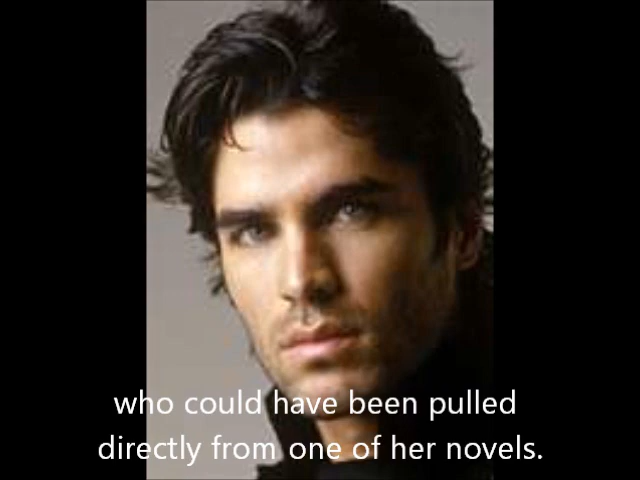 who could have been pulled
directly from one of her novels.